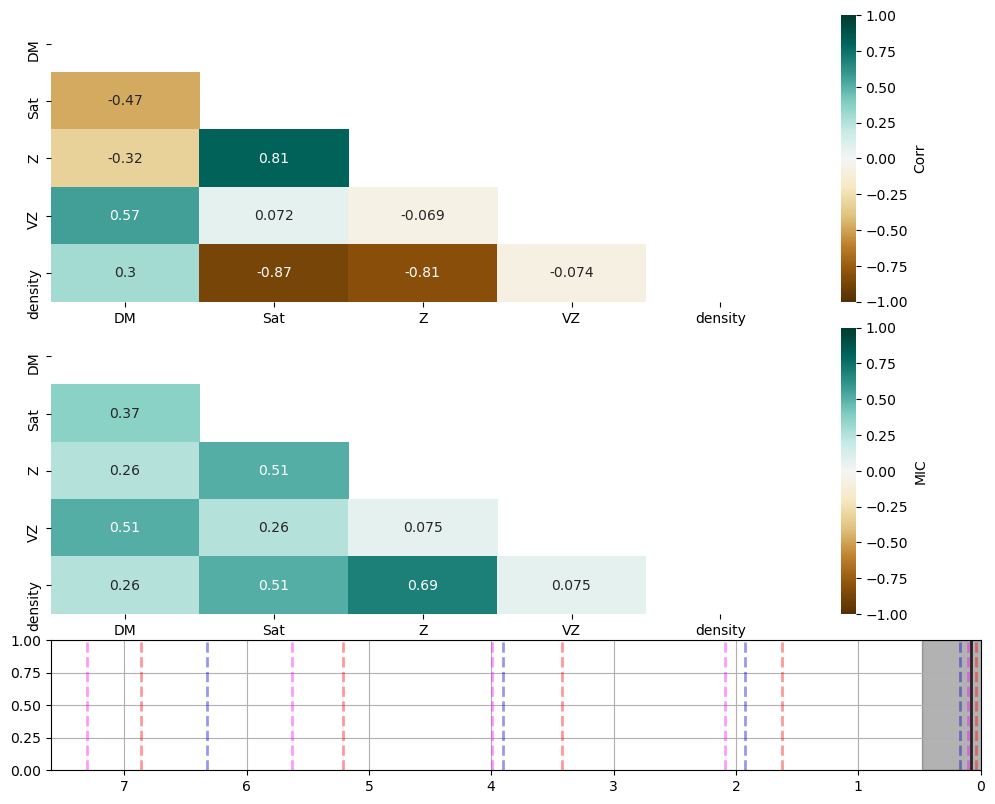 DM
Sat
Z
VZ
density
-0.47
-0.32
0.81
0.57
0.072
-0.069
0.3
-0.87
-0.81
-0.074
DM
Sat
Z
VZ
density
1.00
0.75
0.50
0.25
0.00
−0.25
−0.50
−0.75
−1.00
Corr
DM
Sat
Z
VZ
density
0.37
0.26
0.51
0.51
0.26
0.075
0.26
0.51
0.69
0.075
DM
Sat
Z
VZ
density
1.00
0.75
0.50
0.25
0.00
−0.25
−0.50
−0.75
−1.00
MIC
1.00
0.75
0.50
0.25
0.00
7
6
5
4
3
2
1
0